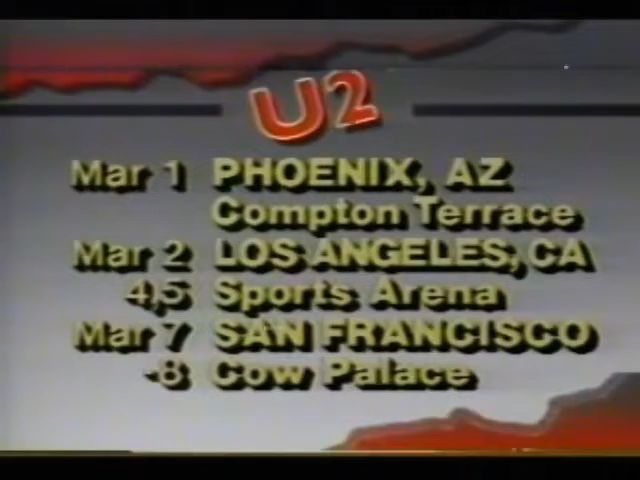 U2
Mar 1 PHOENIX, AZ
Compton Terrace
Mar 2 LOS ANGELES, CA
4,5 Sports Arena
Mar 7 SAN FRANCISCO
-8 Cow Palace